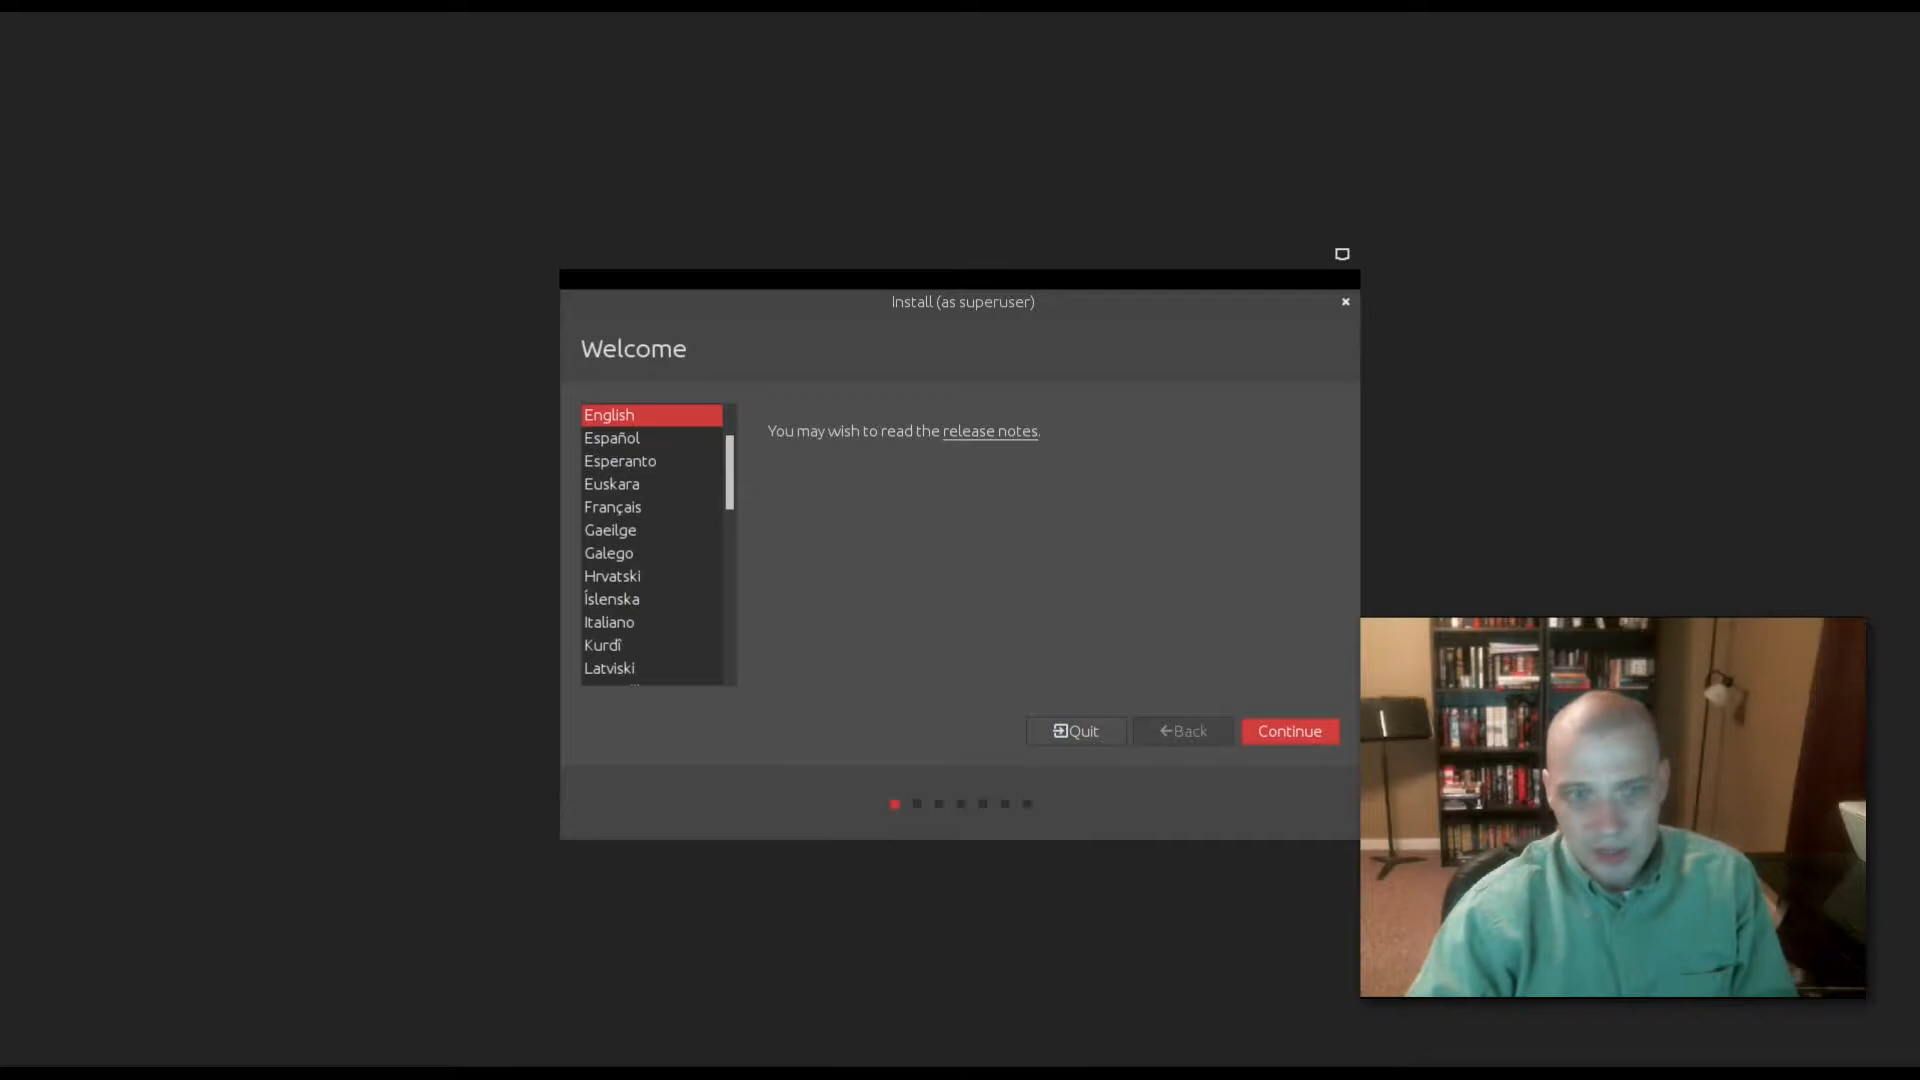 Install (as superuser)
Welcome
English
Español
Esperanto
Euskara
Français
Gaeilge
Galego
Hrvatski
Íslenska
Italiano
Kurdî
Latviski
You may wish to read the release notes.
Quit
Back
Continue